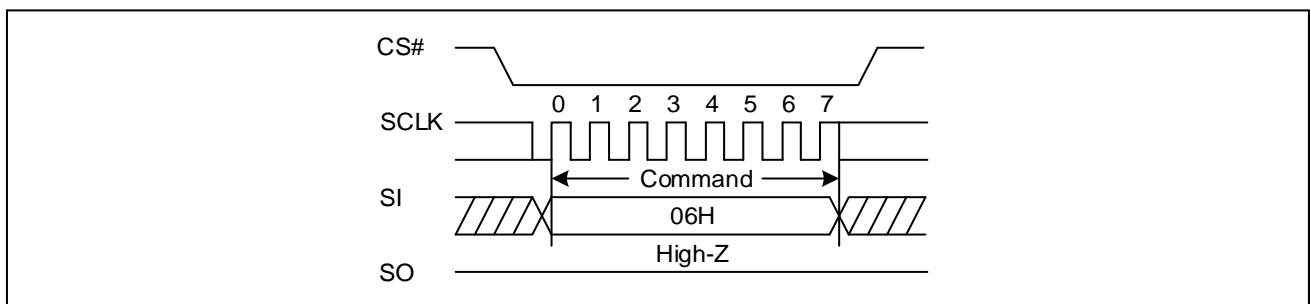 CS#
0 1 2 3 4 5 6 7
SCLK
Command
SI
06H
High-Z
SO